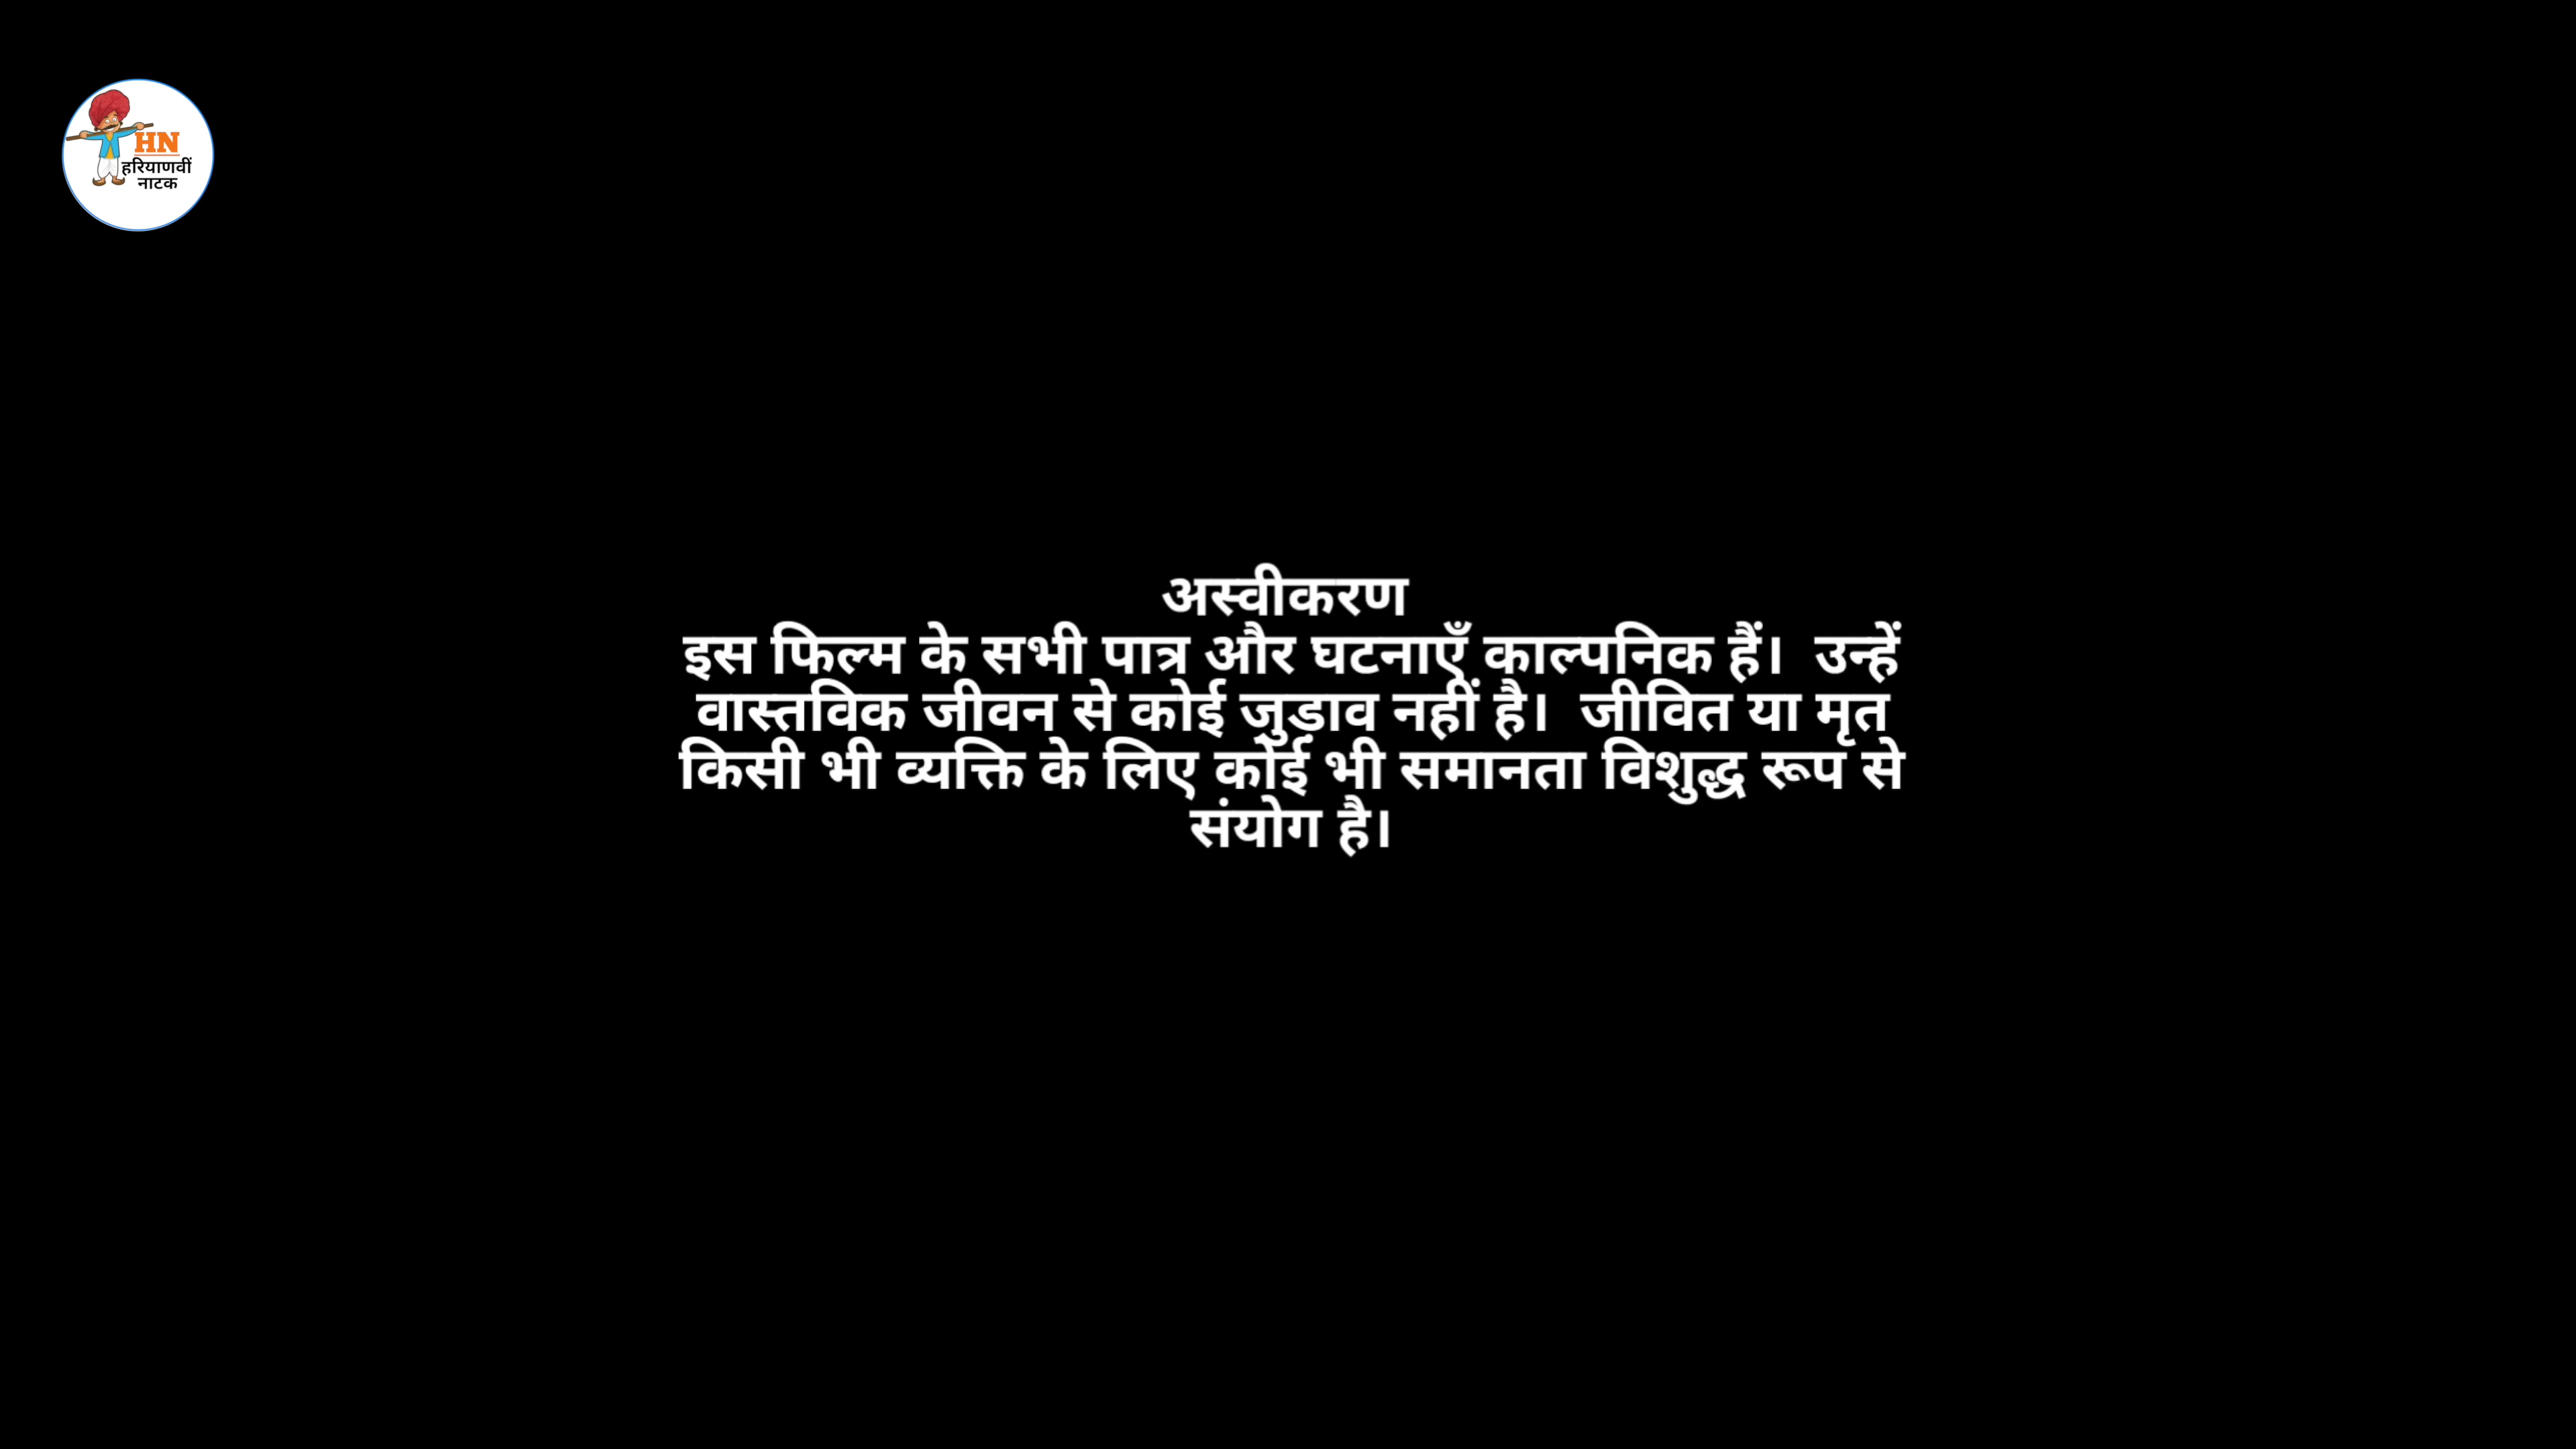 HN
हरियाणवीं
नाटक
अस्वीकरण
इस फिल्म के सभी पात्र और घटनाएँ काल्पनिक हैं। उन्हें
वास्तविक जीवन से कोई जुडाव नहीं है। जीवित या मृत
किसी भी व्यक्ति के लिए कोई भी समानता विशुद्ध रूप से
संयोग है।